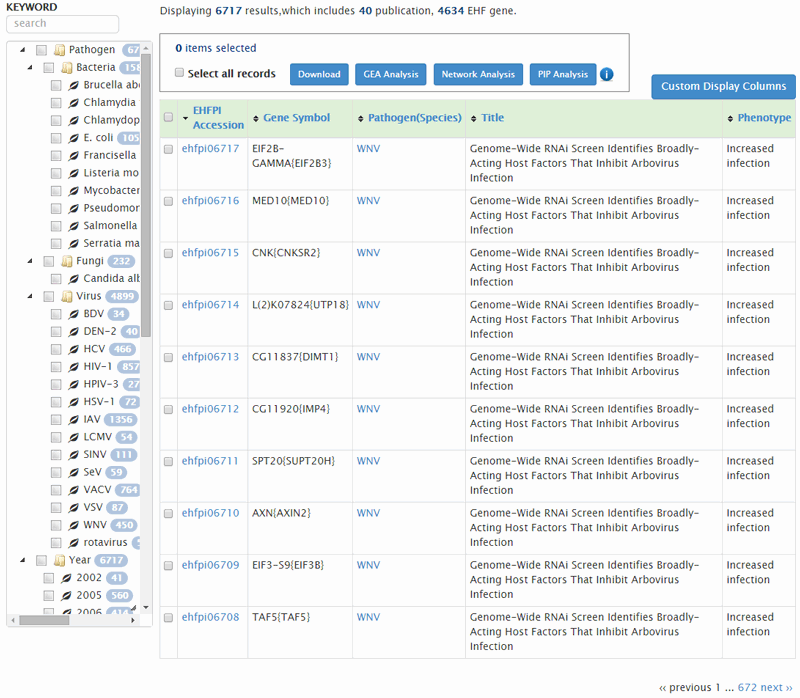 KEYWORD
search
Pathogen 67
Bacteria 158
Brucella abo
Chlamydia
Chlamydop
E. coli 105
Francisella
Listeria mo
Mycobacter
Pseudomor
Salmonella
Serratia ma
Fungi 232
Candida alb
Virus 4899
BDV 34
DEN-2 40
HCV 466
HIV-1 857
HPIV-3 27
HSV-1 72
IAV 1356
LCMV 54
SINV 111
SeV 59
VACV 764
VSV 87
WNV 450
rotavirus
Year 6717
2002 41
2005 560
2006 414
Displaying 6717 results,which includes 40 publication, 4634 EHF gene.
0 items selected
Select all records Download GEA Analysis Network Analysis PIP Analysis i
Custom Display Columns
EHFPI Accession Gene Symbol Pathogen(Species) Title Phenotype
ehfpi06717 EIF2B- WNV Genome-Wide RNAi Screen Identifies Broadly- Increased
GAMMA{EIF2B3} Acting Host Factors That Inhibit Arbovirus infection
Infection
ehfpi06716 MED10{MED10} WNV Genome-Wide RNAi Screen Identifies Broadly- Increased
Acting Host Factors That Inhibit Arbovirus infection
Infection
ehfpi06715 CNK{CNKSR2} WNV Genome-Wide RNAi Screen Identifies Broadly- Increased
Acting Host Factors That Inhibit Arbovirus infection
Infection
ehfpi06714 L(2)K07824{UTP18} WNV Genome-Wide RNAi Screen Identifies Broadly- Increased
Acting Host Factors That Inhibit Arbovirus infection
Infection
ehfpi06713 CG11837{DIMT1} WNV Genome-Wide RNAi Screen Identifies Broadly- Increased
Acting Host Factors That Inhibit Arbovirus infection
Infection
ehfpi06712 CG11920{IMP4} WNV Genome-Wide RNAi Screen Identifies Broadly- Increased
Acting Host Factors That Inhibit Arbovirus infection
Infection
ehfpi06711 SPT20{SUPT20H} WNV Genome-Wide RNAi Screen Identifies Broadly- Increased
Acting Host Factors That Inhibit Arbovirus infection
Infection
ehfpi06710 AXN{AXIN2} WNV Genome-Wide RNAi Screen Identifies Broadly- Increased
Acting Host Factors That Inhibit Arbovirus infection
Infection
ehfpi06709 EIF3-S9{EIF3B} WNV Genome-Wide RNAi Screen Identifies Broadly- Increased
Acting Host Factors That Inhibit Arbovirus infection
Infection
ehfpi06708 TAF5{TAF5} WNV Genome-Wide RNAi Screen Identifies Broadly- Increased
Acting Host Factors That Inhibit Arbovirus infection
Infection
‹‹ previous 1 ... 672 next ››